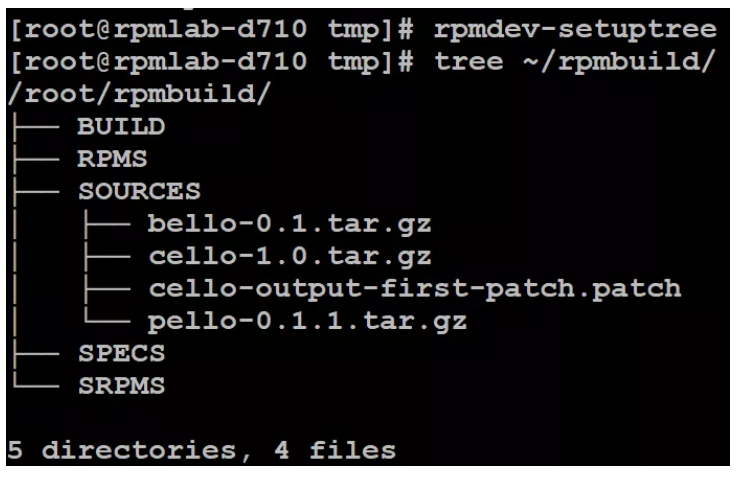 [root@rpmlab-d710 tmp]# rpmdev-setuptree
[root@rpmlab-d710 tmp]# tree ~/rpmbuild/
/root/rpmbuild/
├── BUILD
├── RPMS
├── SOURCES
│   ├── bello-0.1.tar.gz
│   ├── cello-1.0.tar.gz
│   ├── cello-output-first-patch.patch
│   └── pello-0.1.1.tar.gz
├── SPECS
└── SRPMS
5 directories, 4 files